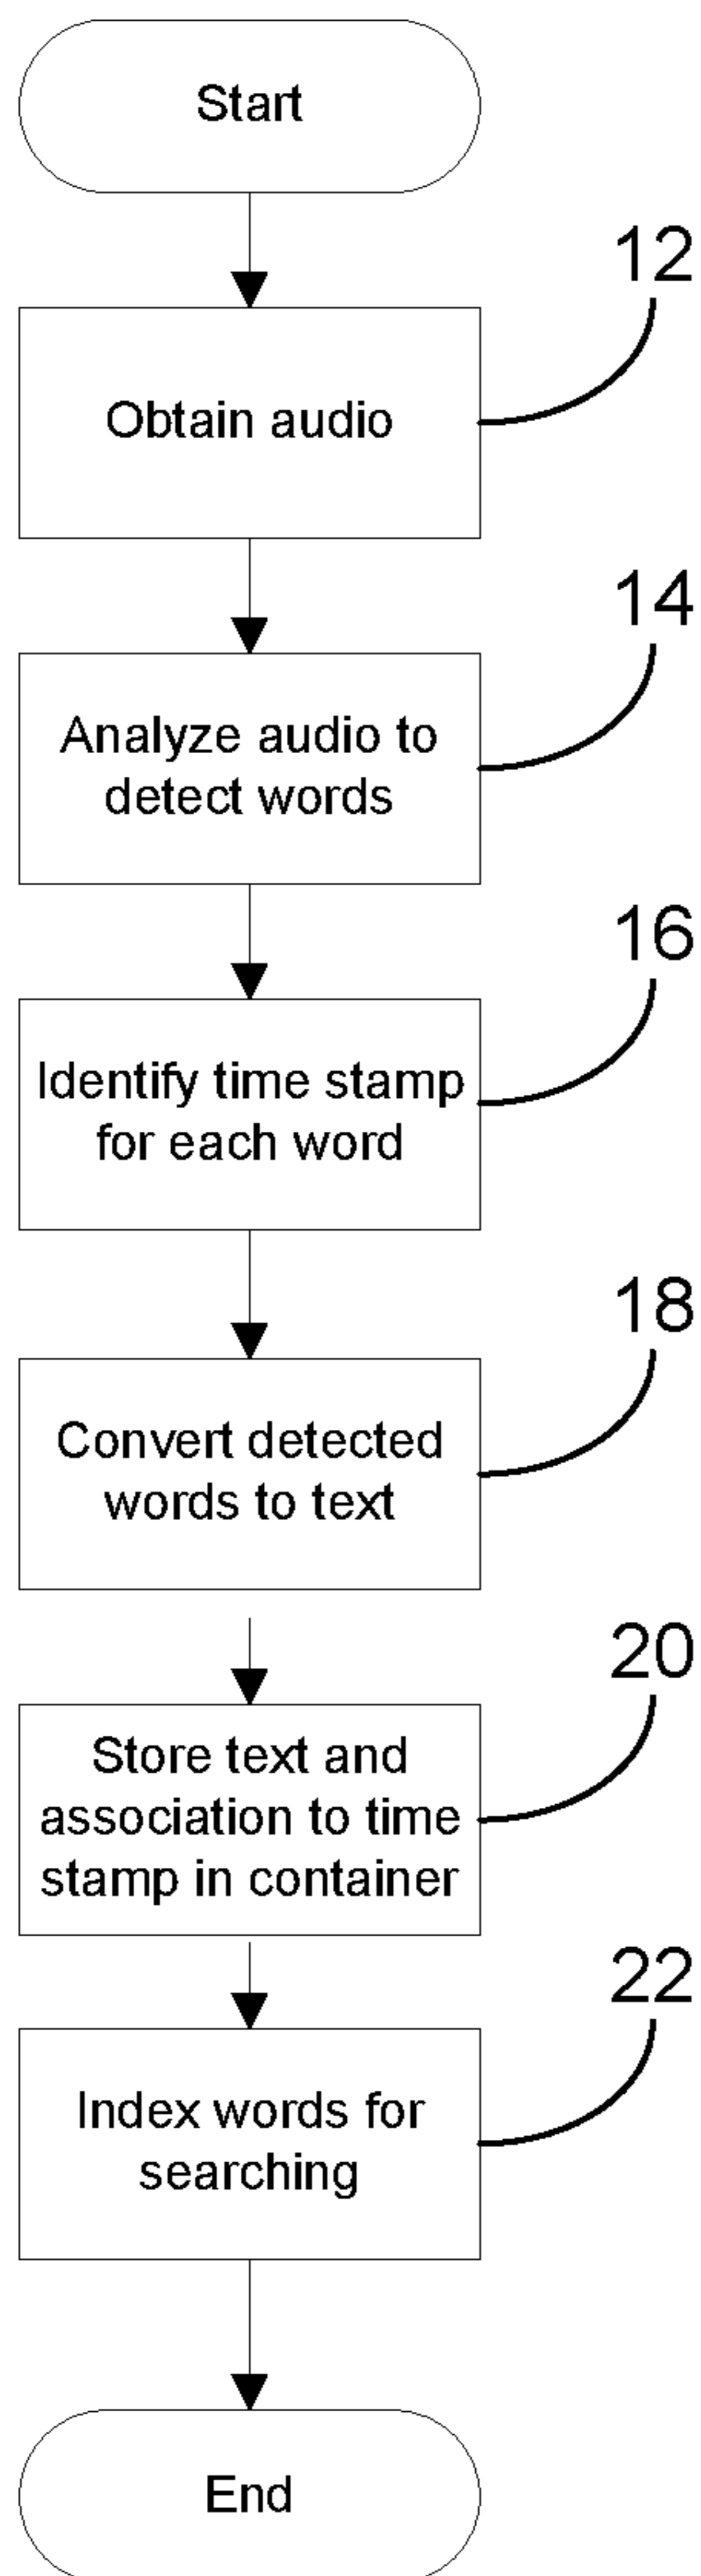 Start
12
Obtain audio
14
Analyze audio to
detect words
16
Identify time stamp
for each word
18
Convert detected
words to text
20
Store text and
association to time
stamp in container
22
Index words for
searching
End